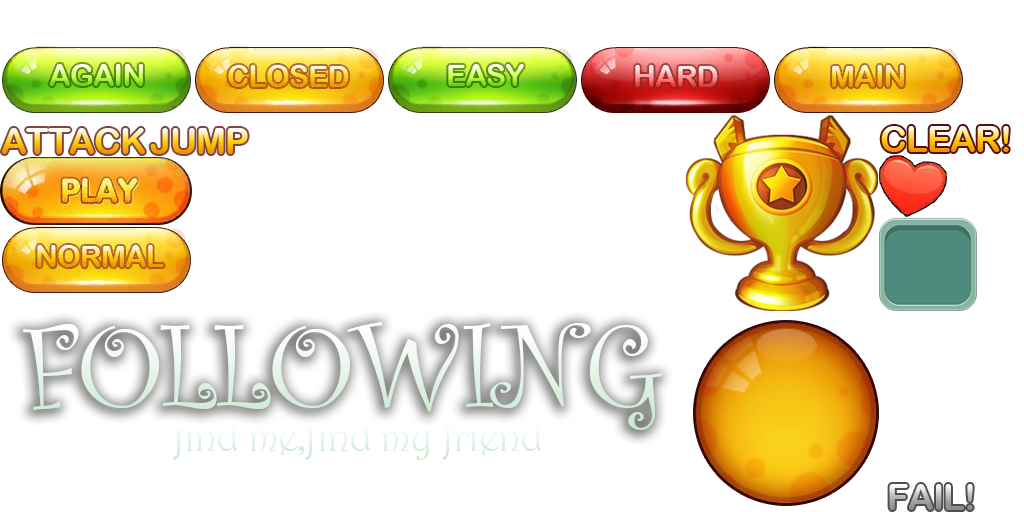 AGAIN
CLOSED
EASY
HARD
MAIN
ATTACK JUMP
CLEAR!
PLAY
NORMAL
FOLLOWING
find me,find my friend
FAIL!